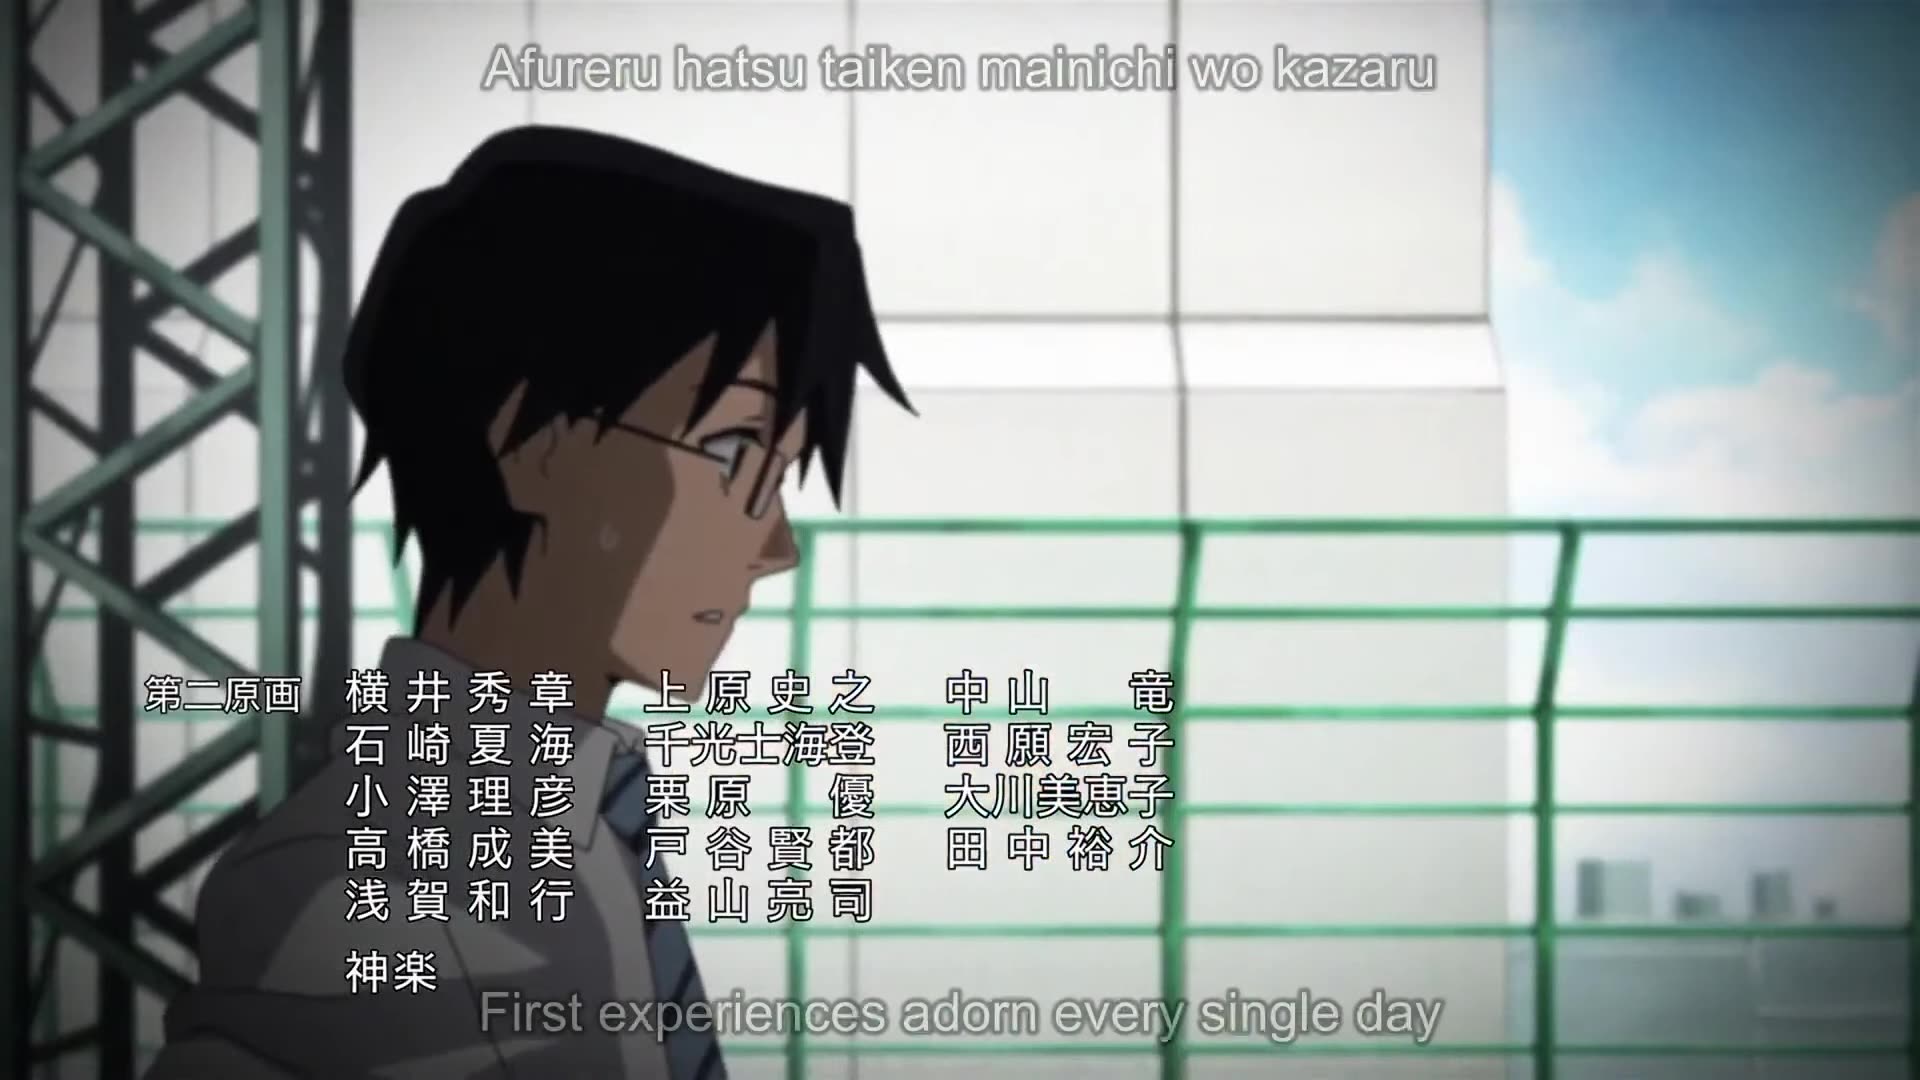 Afureru hatsu taiken mainichi wo kazaru
第二原画 横井秀章 上原史之 中山 竜
石崎夏海 千光士海登 西願宏子
小澤理彦 栗原 優 大川美恵子
高橋成美 戸谷賢都 田中裕介
浅賀和行 益山亮司
神楽
First experiences adorn every single day